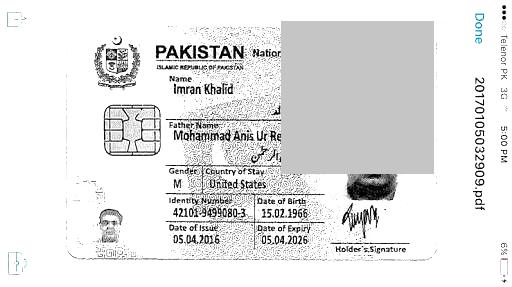 Done
20170105032909.pdf
Telenor PK 3G
5:00 PM
6%
PAKISTAN
ISLAMIC REPUBLIC OF PAKISTAN
Name
Imran Khalid
Father Name
Mohammad Anis Ur
Gender Country of Stay
M United States
Identity Number Date of Birth
42101-9499080-3 15.02.1966
Date of Issue Date of Expiry
05.04.2016 05.04.2026
Holder's Signature